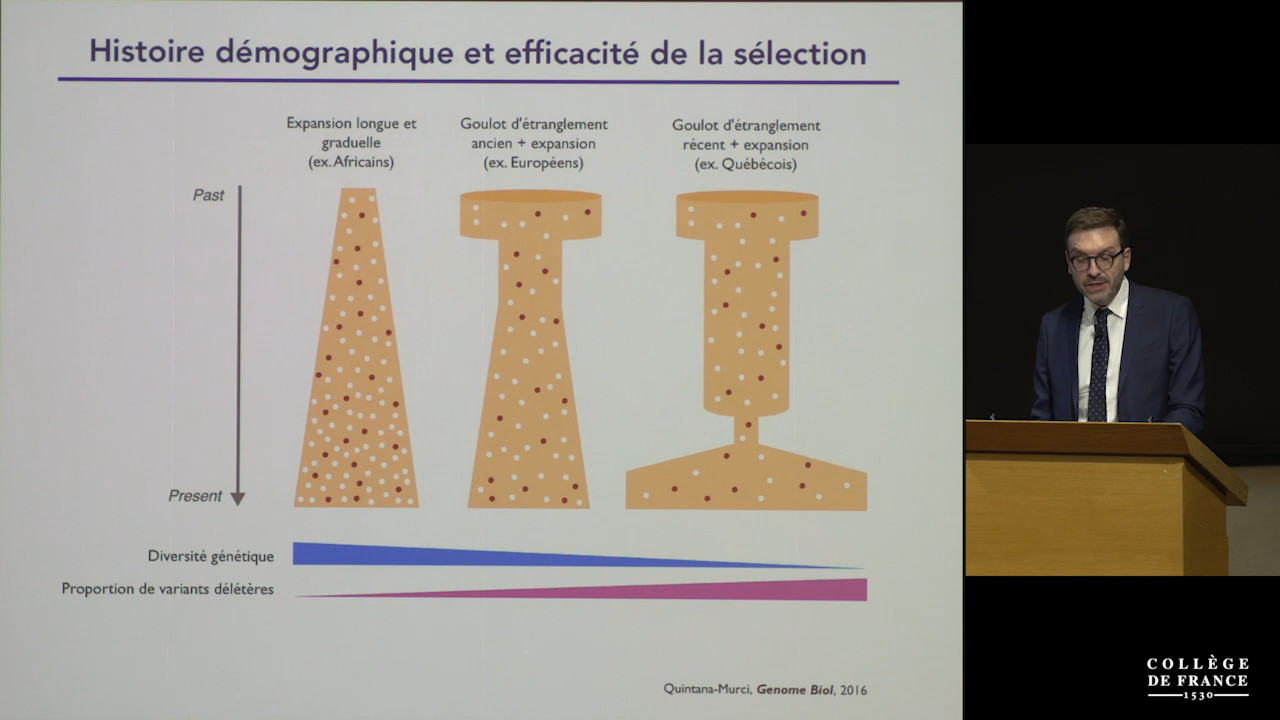 Histoire démographique et efficacité de la sélection
Expansion longue et
graduelle
(ex. Africains)
Goulot d'étranglement
ancien + expansion
(ex. Européens)
Goulot d'étranglement
récent + expansion
(ex. Québécois)
Past
Present
Diversité génétique
Proportion de variants délétères
Quintana-Murci, Genome Biol, 2016
COLLÈGE
DE FRANCE
1530